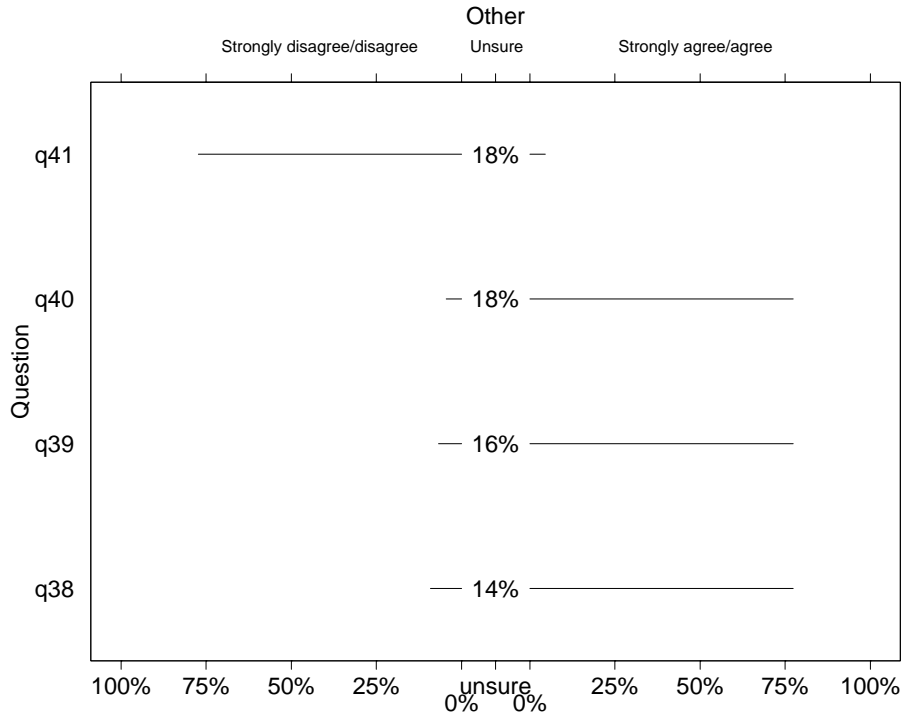 Other
Strongly disagree/disagree Unsure Strongly agree/agree
q41 18%
q40 18%
Question
q39 16%
q38 14%
100% 75% 50% 25% unsure 25% 50% 75% 100%
0% 0%